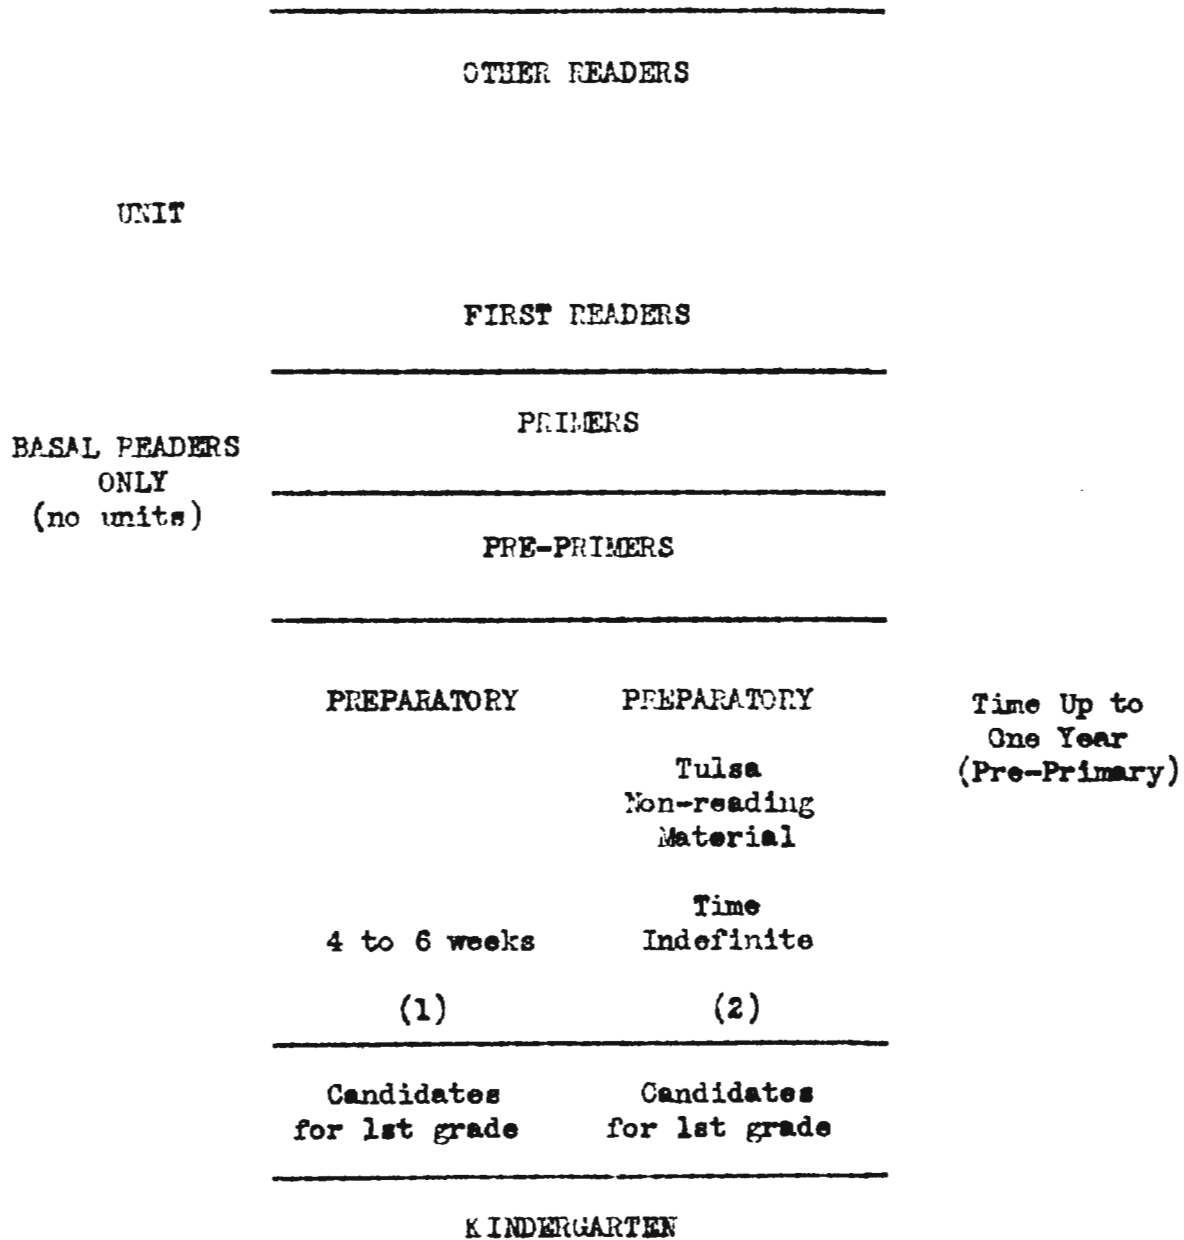 OTHER READERS
UNIT
FIRST READERS
PRIMERS
BASAL READERS
ONLY
(no units)
PRE-PRIMERS
PREPARATORY
4 to 6 weeks
(1)
PREPARATORY
Tulsa
Non-reading
Material
Time
Indefinite
(2)
Time Up to
One Year
(Pre-Primary)
Candidates
for 1st grade
Candidates
for 1st grade
KINDERGARTEN